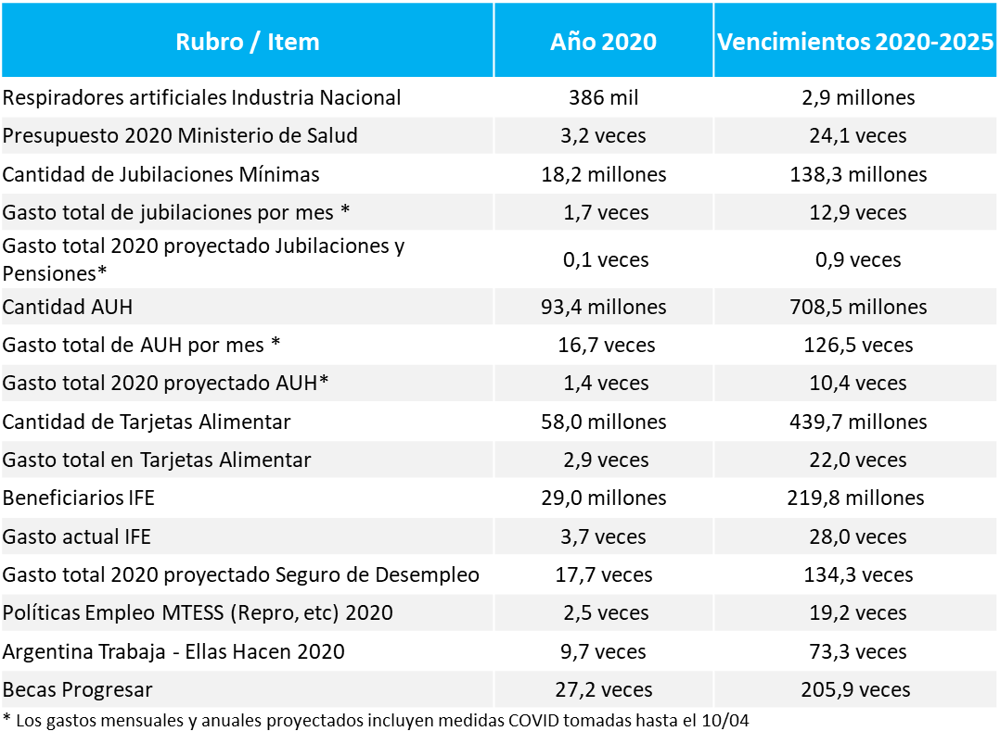 Rubro / Item Año 2020 Vencimientos 2020-2025
Respiradores artificiales Industria Nacional 386 mil 2,9 millones
Presupuesto 2020 Ministerio de Salud 3,2 veces 24,1 veces
Cantidad de Jubilaciones Mínimas 18,2 millones 138,3 millones
Gasto total de jubilaciones por mes * 1,7 veces 12,9 veces
Gasto total 2020 proyectado Jubilaciones y
Pensiones* 0,1 veces 0,9 veces
Cantidad AUH 93,4 millones 708,5 millones
Gasto total de AUH por mes * 16,7 veces 126,5 veces
Gasto total 2020 proyectado AUH* 1,4 veces 10,4 veces
Cantidad de Tarjetas Alimentar 58,0 millones 439,7 millones
Gasto total en Tarjetas Alimentar 2,9 veces 22,0 veces
Beneficiarios IFE 29,0 millones 219,8 millones
Gasto actual IFE 3,7 veces 28,0 veces
Gasto total 2020 proyectado Seguro de Desempleo 17,7 veces 134,3 veces
Políticas Empleo MTESS (Repro, etc) 2020 2,5 veces 19,2 veces
Argentina Trabaja - Ellas Hacen 2020 9,7 veces 73,3 veces
Becas Progresar 27,2 veces 205,9 veces
* Los gastos mensuales y anuales proyectados incluyen medidas COVID tomadas hasta el 10/04